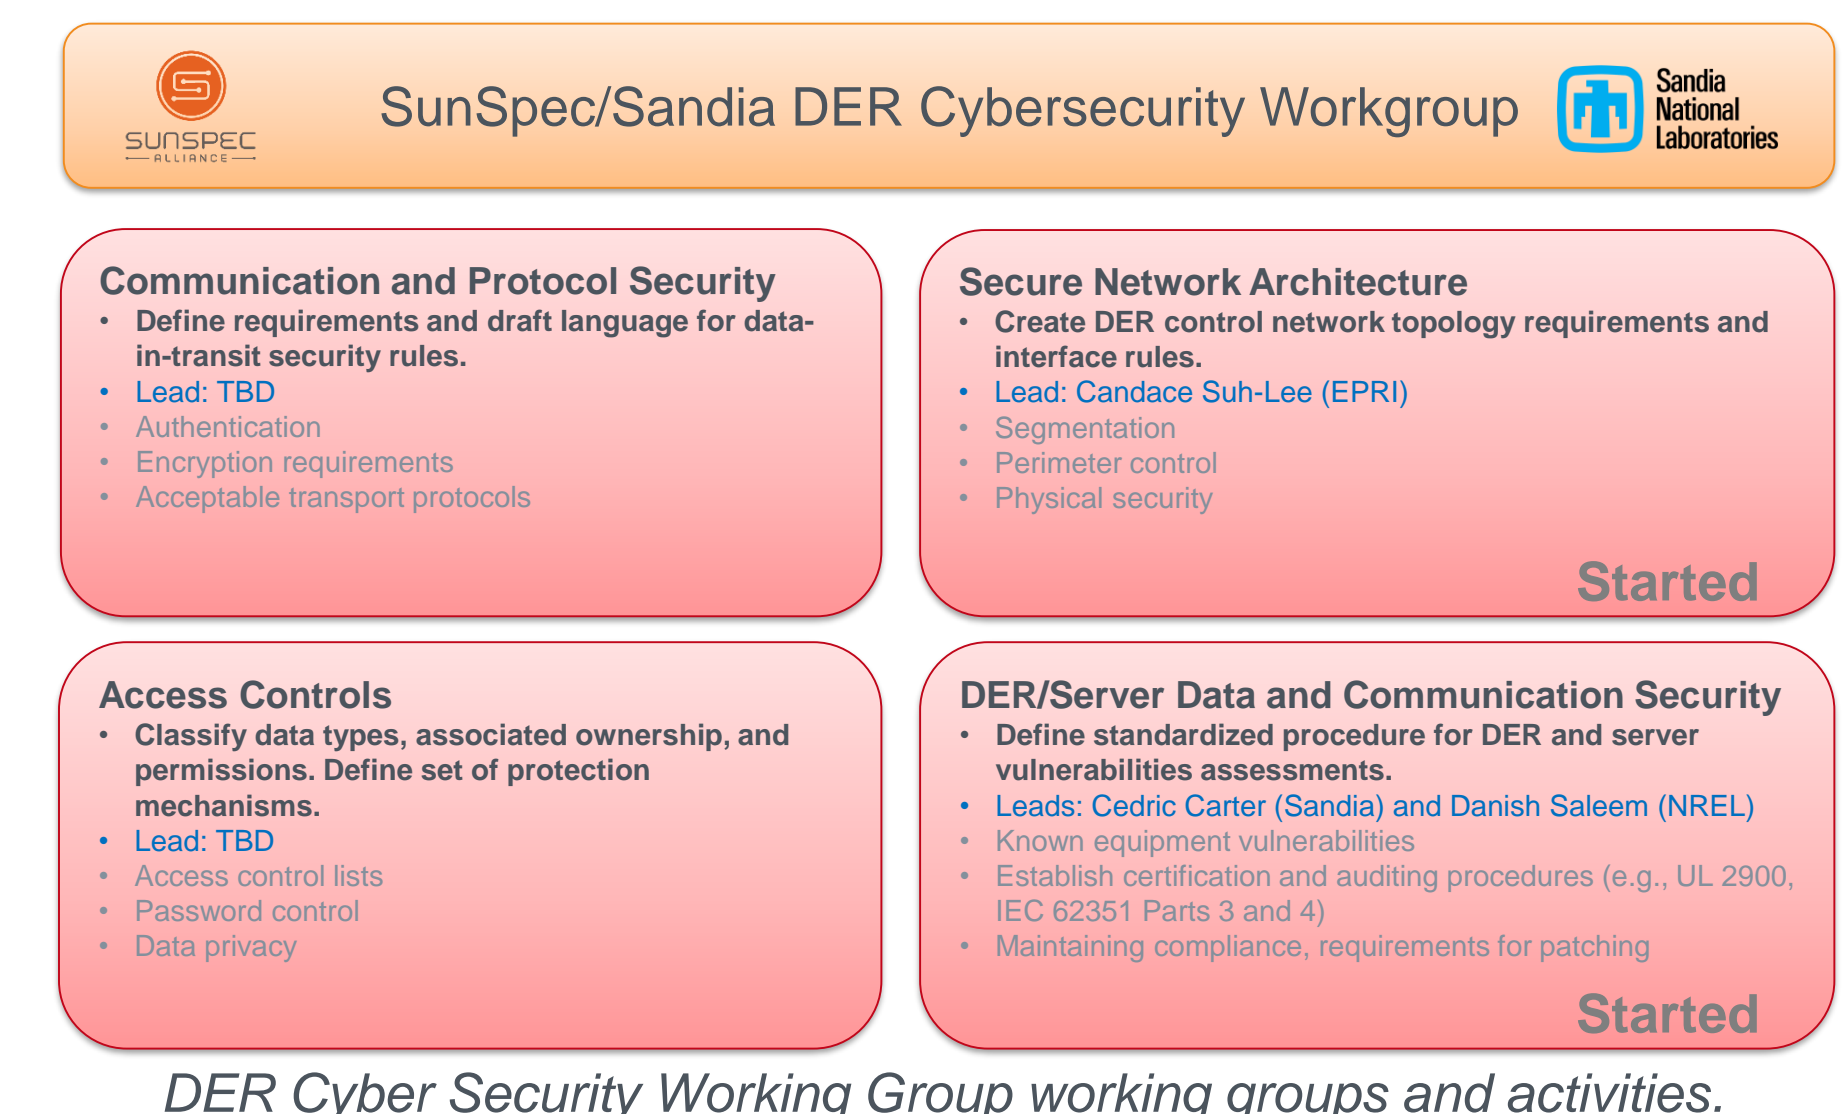 SUNSPEC
ALLIANCE
SunSpec/Sandia DER Cybersecurity Workgroup
Sandia
National
Laboratories
Communication and Protocol Security
• Define requirements and draft language for data-
in-transit security rules.
• Lead: TBD
• Authentication
• Encryption requirements
• Acceptable transport protocols
Secure Network Architecture
• Create DER control network topology requirements and
interface rules.
• Lead: Candace Suh-Lee (EPRI)
• Segmentation
• Perimeter control
• Physical security
Started
Access Controls
• Classify data types, associated ownership, and
permissions. Define set of protection
mechanisms.
• Lead: TBD
• Access control lists
• Password control
• Data privacy
DER/Server Data and Communication Security
• Define standardized procedure for DER and server
vulnerabilities assessments.
• Leads: Cedric Carter (Sandia) and Danish Saleem (NREL)
• Known equipment vulnerabilities
• Establish certification and auditing procedures (e.g., UL 2900,
IEC 62351 Parts 3 and 4)
• Maintaining compliance, requirements for patching
Started
DER Cyber Security Working Group working groups and activities.